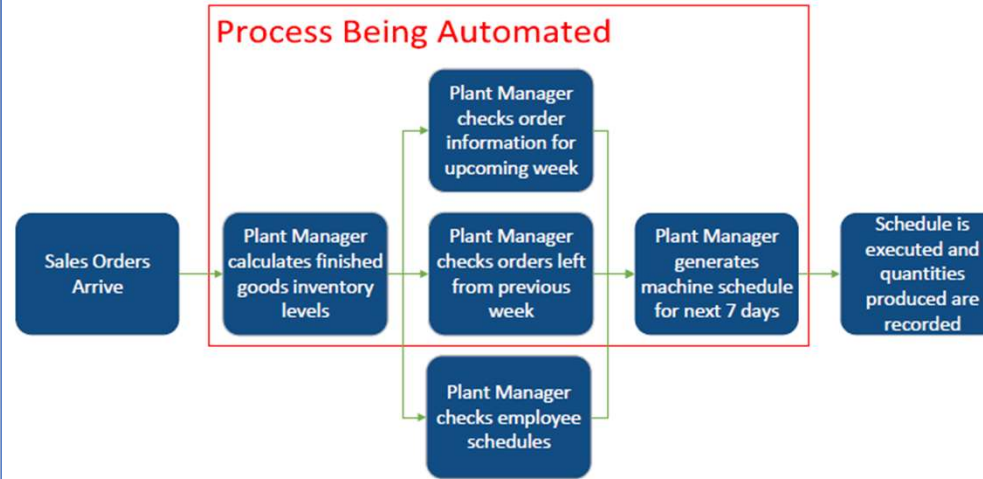 Process Being Automated
Plant Manager
checks order
information for
upcoming week
Sales Orders
Arrive
Plant Manager
calculates finished
goods inventory
levels
Plant Manager
checks orders left
from previous
week
Plant Manager
generates
machine schedule
for next 7 days
Schedule is
executed and
quantities
produced are
recorded
Plant Manager
checks employee
schedules